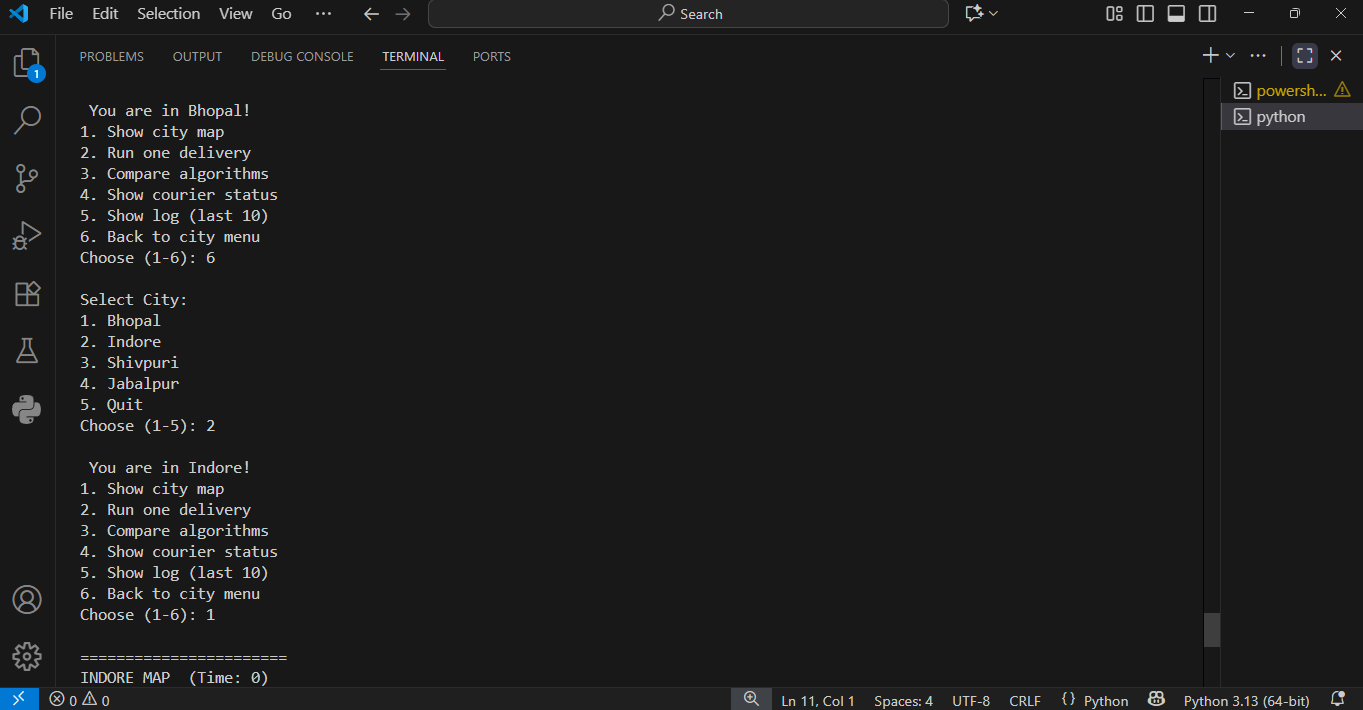 File Edit Selection View Go ... Search
PROBLEMS OUTPUT DEBUG CONSOLE TERMINAL PORTS
1
powersh...
python
You are in Bhopal!
1. Show city map
2. Run one delivery
3. Compare algorithms
4. Show courier status
5. Show log (last 10)
6. Back to city menu
Choose (1-6): 6
Select City:
1. Bhopal
2. Indore
3. Shivpuri
4. Jabalpur
5. Quit
Choose (1-5): 2
You are in Indore!
1. Show city map
2. Run one delivery
3. Compare algorithms
4. Show courier status
5. Show log (last 10)
6. Back to city menu
Choose (1-6): 1
=======================
INDORE MAP  (Time: 0)
0 0 Ln 11, Col 1 Spaces: 4 UTF-8 CRLF {} Python Python 3.13 (64-bit)